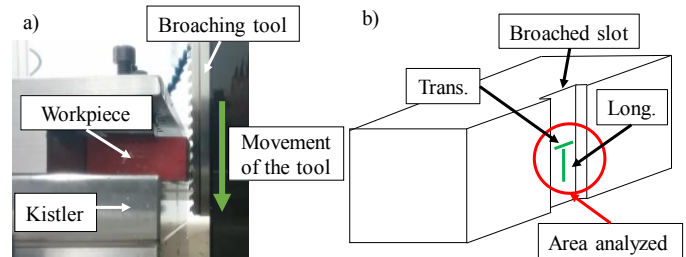 a)
Broaching tool
Workpiece
Movement
of the tool
Kistler
b)
Broached slot
Trans.
Long.
Area analyzed